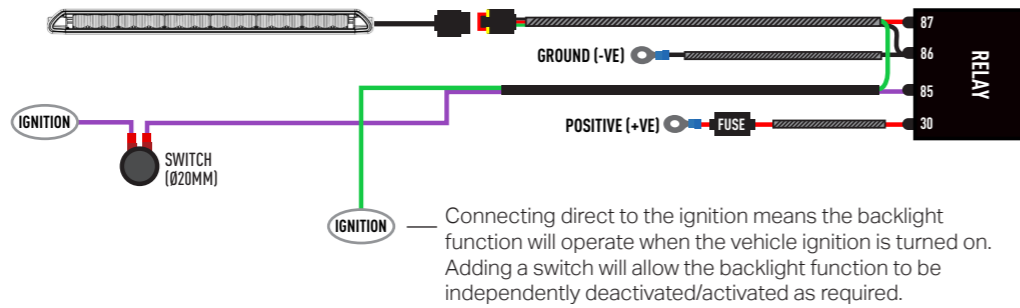 87
GROUND (-VE)
86
RELAY
85
IGNITION
POSITIVE (+VE)
FUSE
30
SWITCH
(Ø20MM)
IGNITION
Connecting direct to the ignition means the backlight
function will operate when the vehicle ignition is turned on.
Adding a switch will allow the backlight function to be
independently deactivated/activated as required.